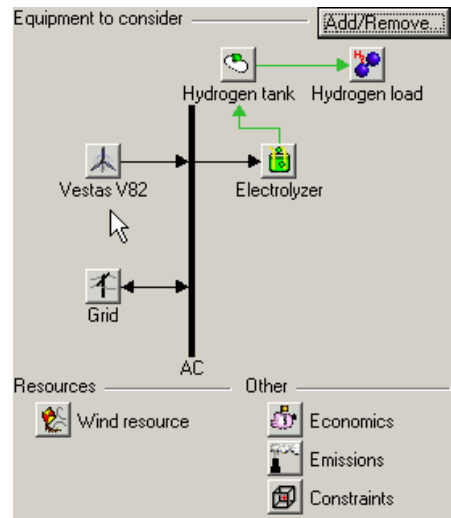 Equipment to consider
Add/Remove...
Hydrogen tank
Hydrogen load
Vestas V82
Electrolyzer
Grid
AC
Resources
Other
Wind resource
Economics
Emissions
Constraints